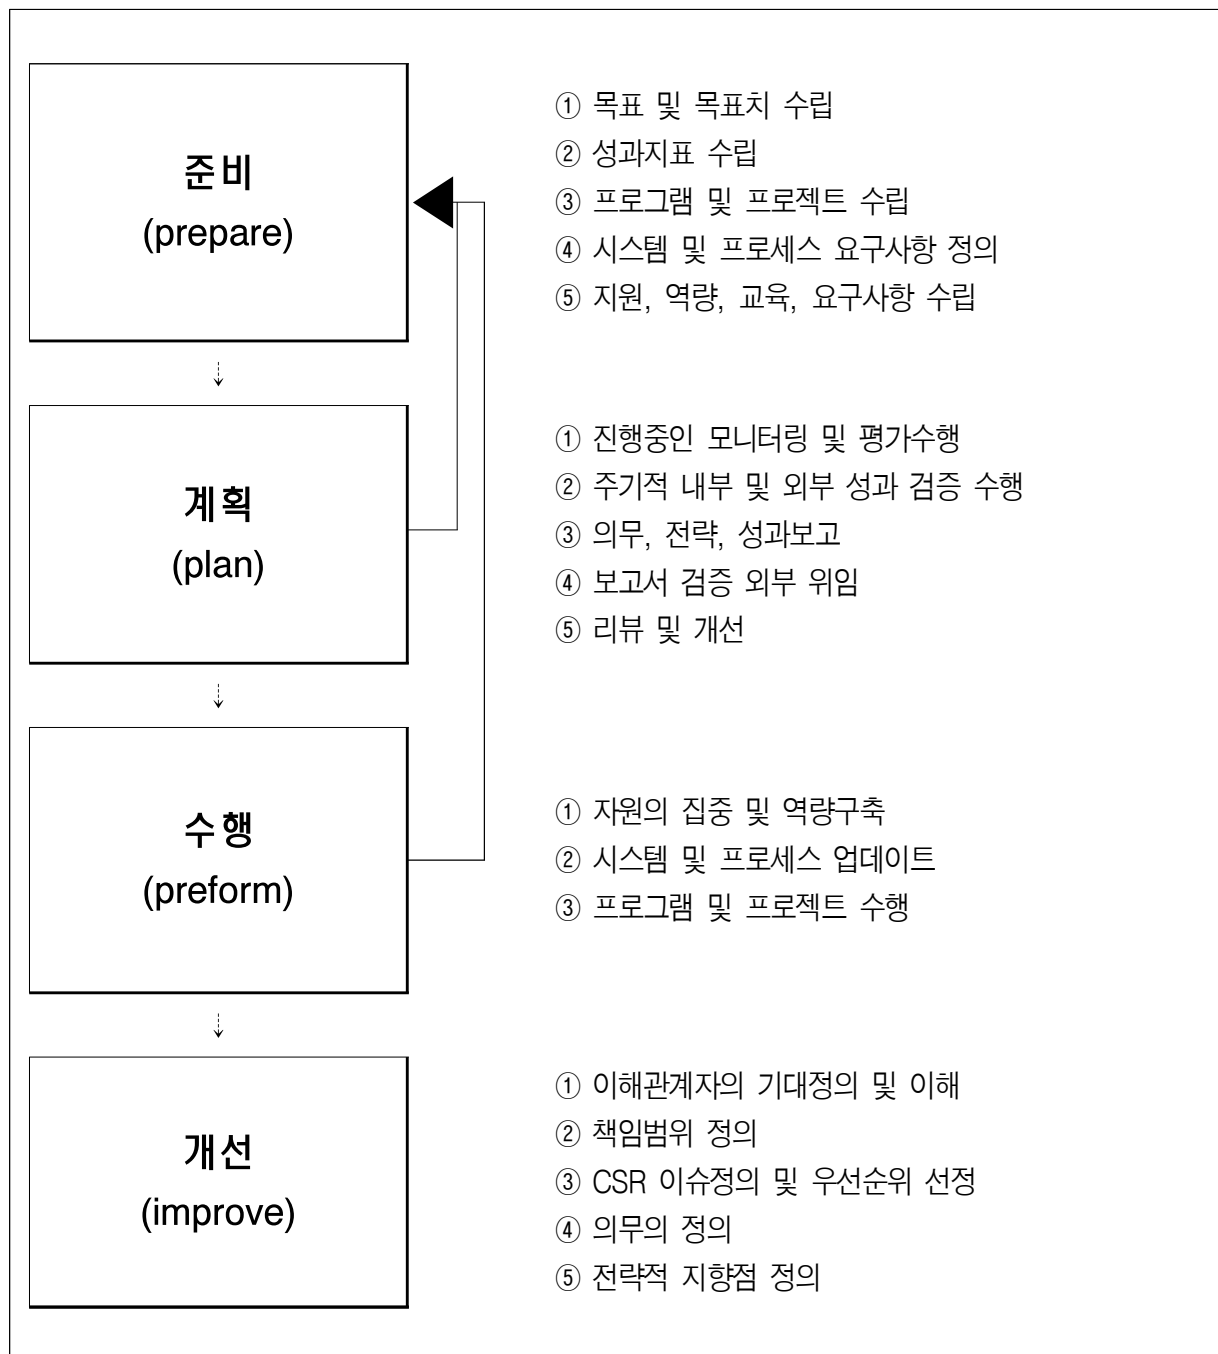 준비
(prepare)
① 목표 및 목표치 수립
② 성과지표 수립
③ 프로그램 및 프로젝트 수립
④ 시스템 및 프로세스 요구사항 정의
⑤ 지원, 역량, 교육, 요구사항 수립
계획
(plan)
① 진행중인 모니터링 및 평가수행
② 주기적 내부 및 외부 성과 검증 수행
③ 의무, 전략, 성과보고
④ 보고서 검증 외부 위임
⑤ 리뷰 및 개선
수행
(preform)
① 자원의 집중 및 역량구축
② 시스템 및 프로세스 업데이트
③ 프로그램 및 프로젝트 수행
개선
(improve)
① 이해관계자의 기대정의 및 이해
② 책임범위 정의
③ CSR 이슈정의 및 우선순위 선정
④ 의무의 정의
⑤ 전략적 지향점 정의